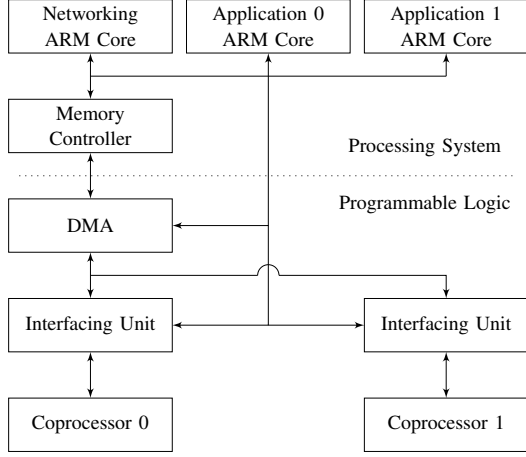 Networking
ARM Core
Application 0
ARM Core
Application 1
ARM Core
Memory
Controller
Processing System
Programmable Logic
DMA
Interfacing Unit
Interfacing Unit
Coprocessor 0
Coprocessor 1